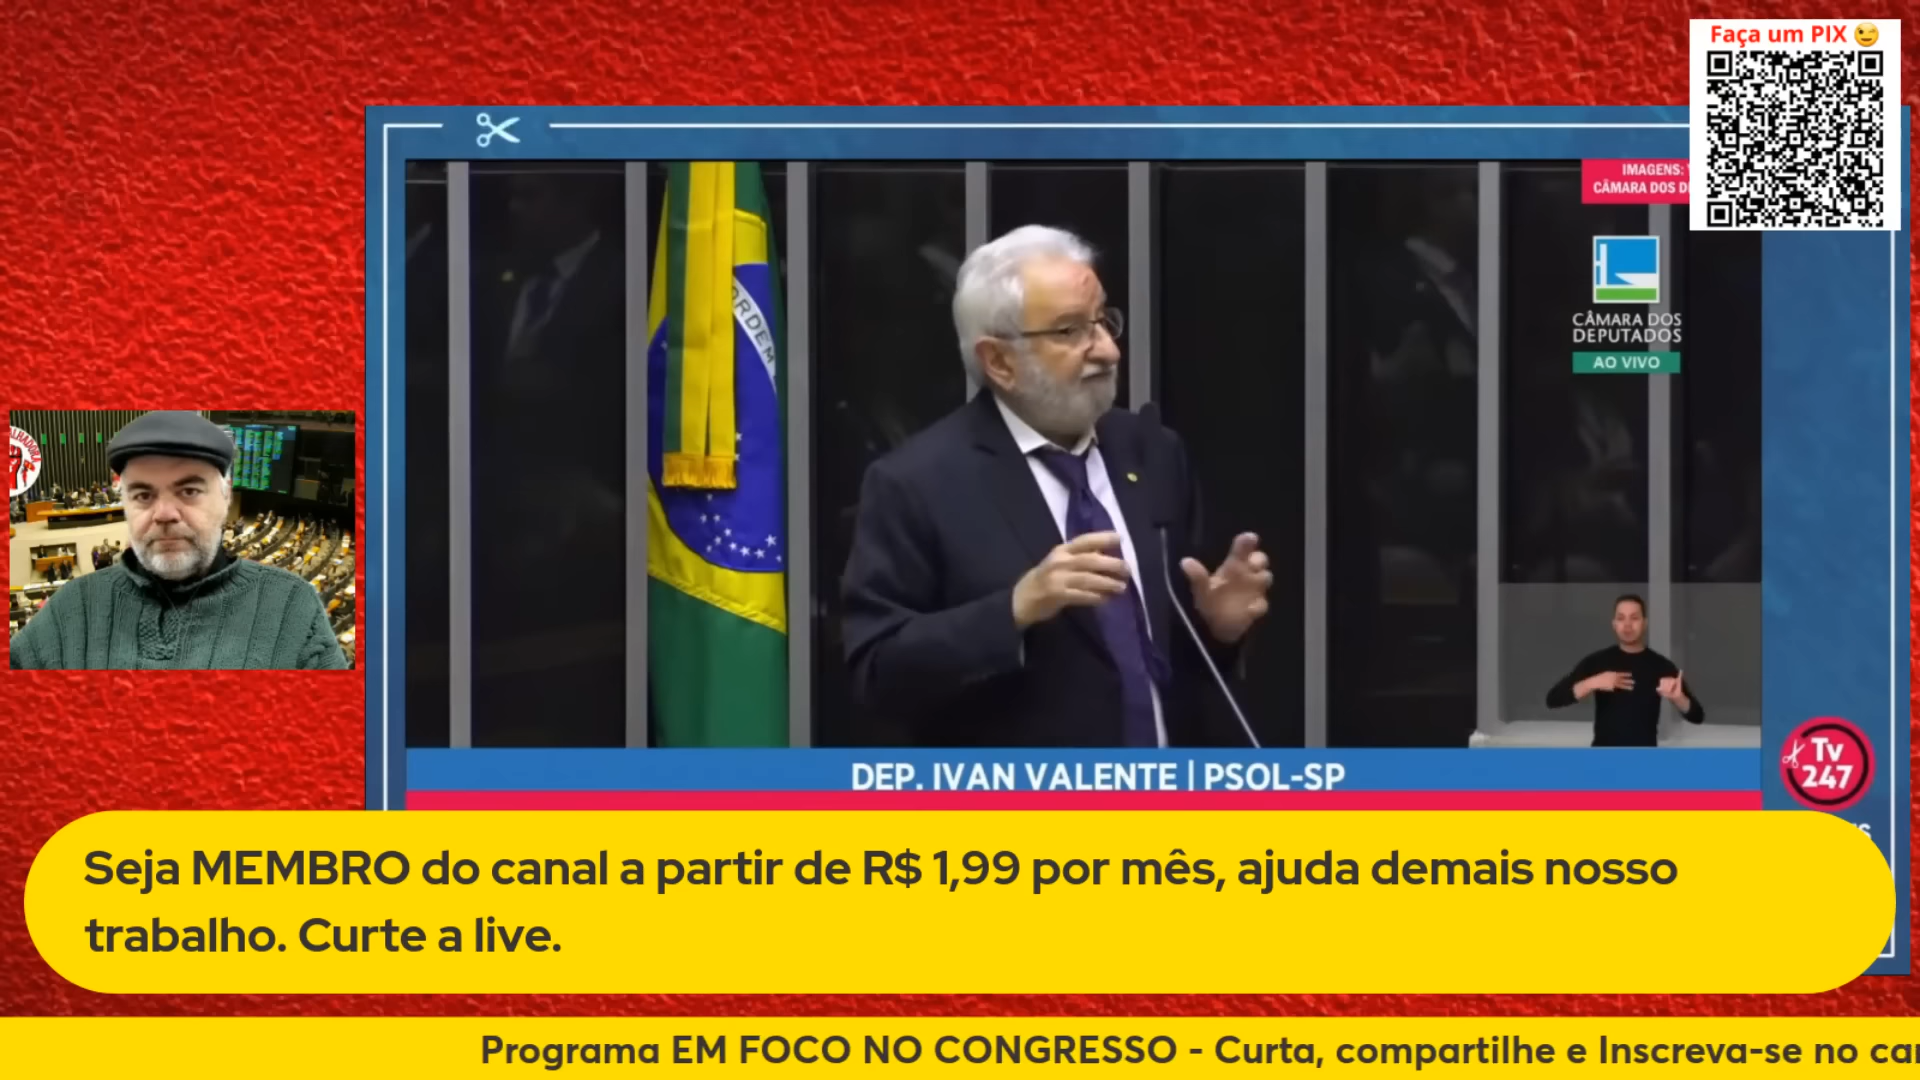 Faça um PIX 😉
IMAGENS:
CÂMARA DOS
CÂMARA DOS
DEPUTADOS
AO VIVO
ORDEM
DEP. IVAN VALENTE | PSOL-SP
Tv
247
Seja MEMBRO do canal a partir de R$ 1,99 por mês, ajuda demais nosso
trabalho. Curte a live.
Programa EM FOCO NO CONGRESSO - Curta, compartilhe e Inscreva-se no